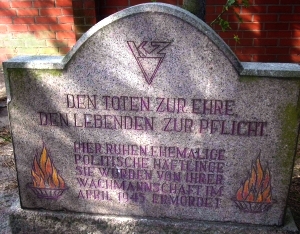 KZ
DEN TOTEN ZUR EHRE,
DEN LEBENDEN ZUR PFLICHT.
HIER RUHEN EHEMALIGE
POLITISCHE HÄFTLINGE
SIE WURDEN VON IHRER
WACHMANNSCHAFT IM
APRIL 1945 ERMORDET